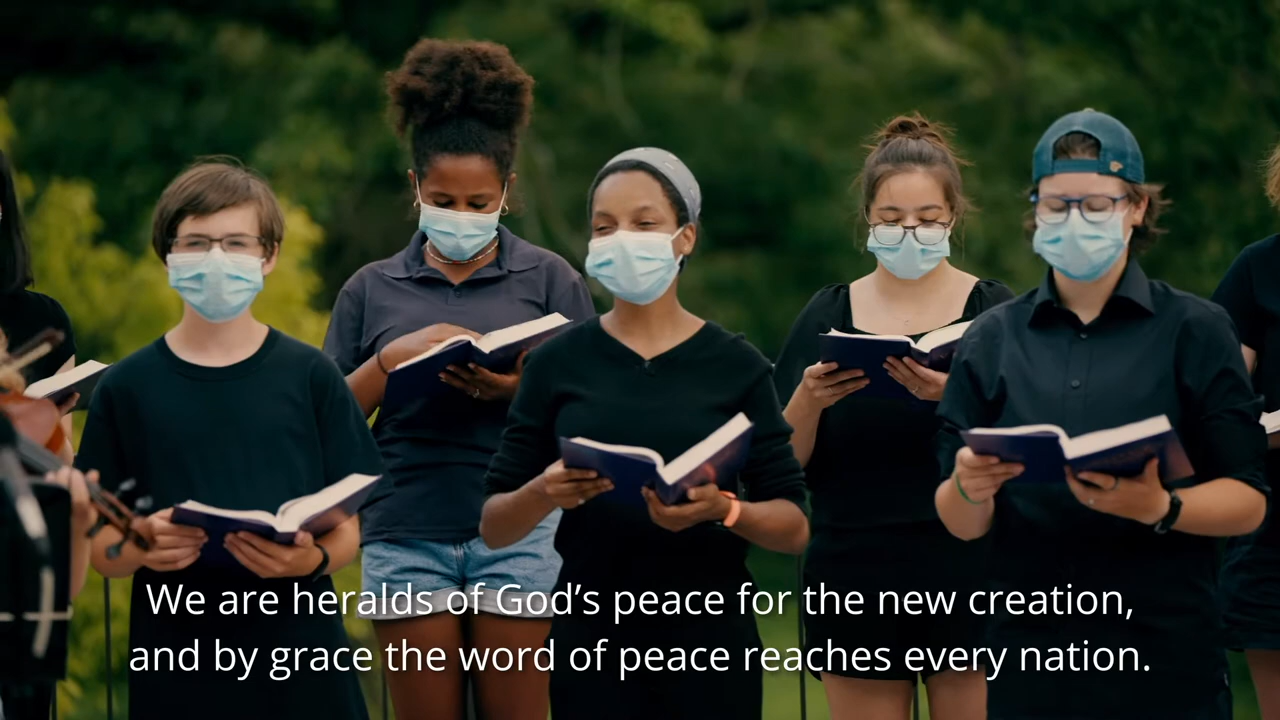 We are heralds of God’s peace for the new creation,
and by grace the word of peace reaches every nation.